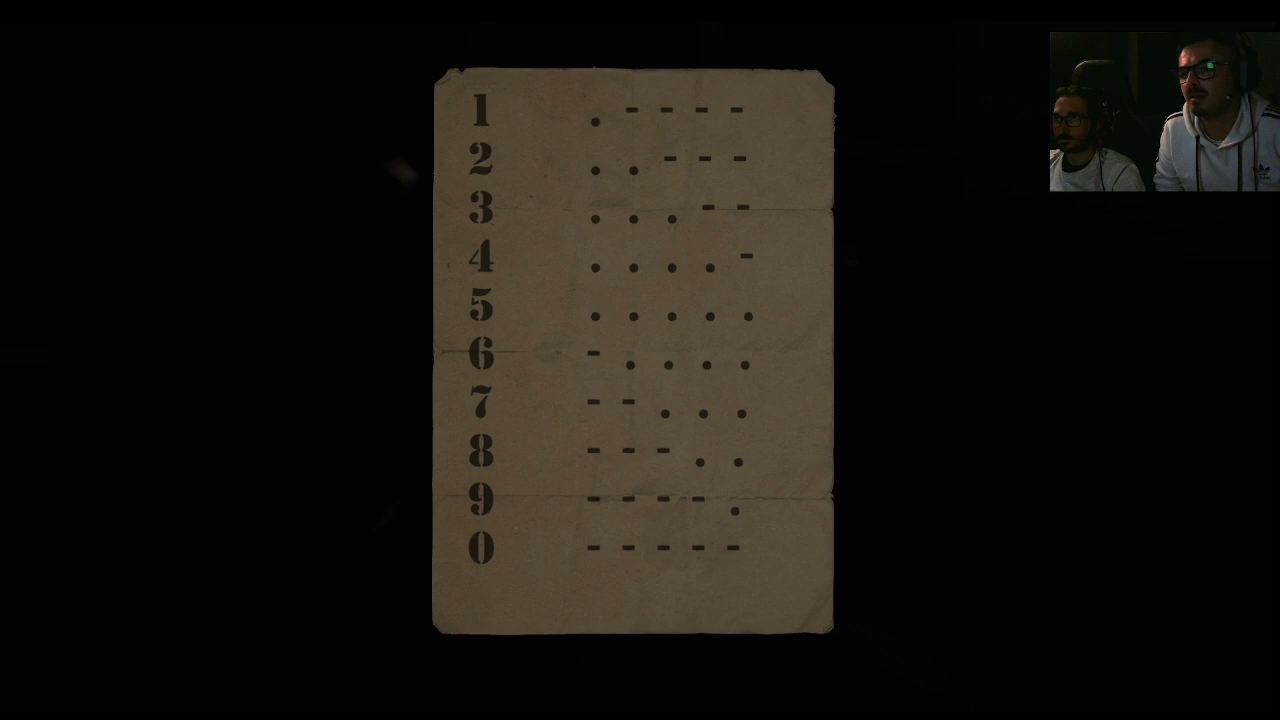 1 . - - - -
2 . . - - -
3 . . . - -
4 . . . . -
5 . . . . .
6 - . . . .
7 - - . . .
8 - - - . .
9 - - - - .
0 - - - - -